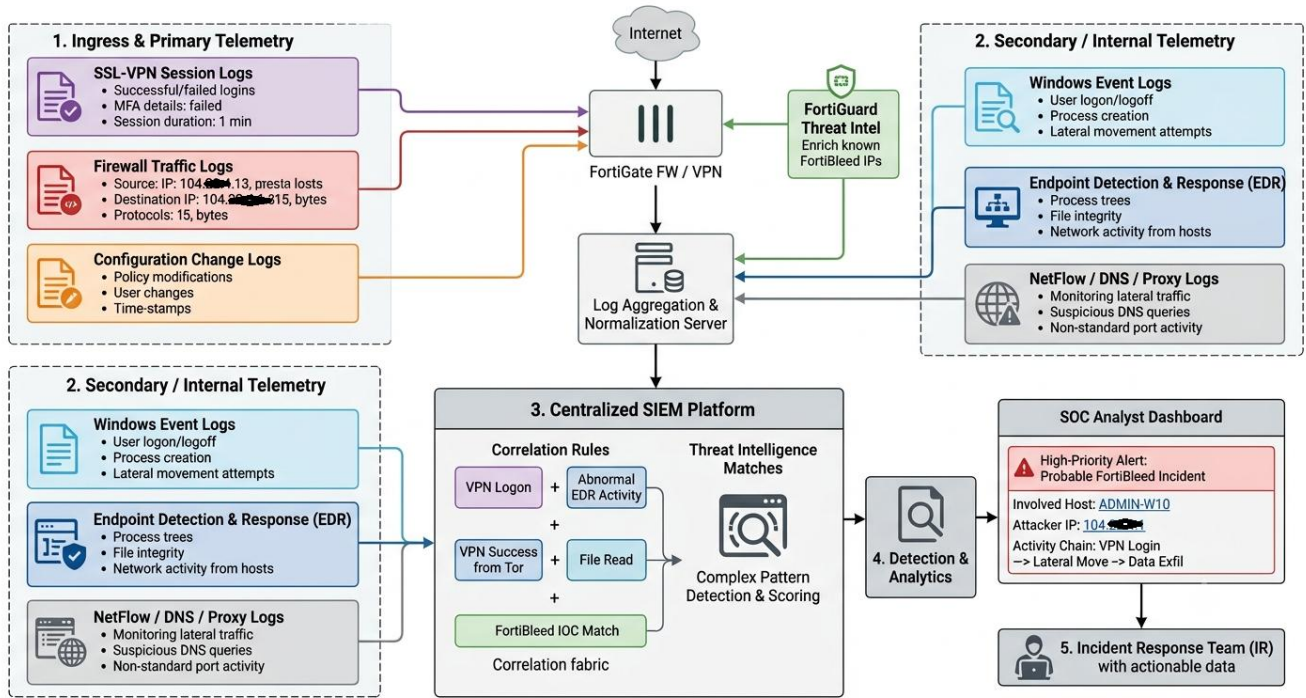 1. Ingress & Primary Telemetry
SSL-VPN Session Logs
• Successful/failed logins
• MFA details: failed
• Session duration: 1 min
Firewall Traffic Logs
• Source: IP: 104. .13, presta losts
• Destination IP: 104. 315, bytes
• Protocols: 15, bytes
Configuration Change Logs
• Policy modifications
• User changes
• Time-stamps
Internet
FortiGate FW / VPN
FortiGuard
Threat Intel
Enrich known
FortiBleed IPs
Log Aggregation &
Normalization Server
2. Secondary / Internal Telemetry
Windows Event Logs
• User logon/logoff
• Process creation
• Lateral movement attempts
Endpoint Detection & Response (EDR)
• Process trees
• File integrity
• Network activity from hosts
NetFlow / DNS / Proxy Logs
• Monitoring lateral traffic
• Suspicious DNS queries
• Non-standard port activity
2. Secondary / Internal Telemetry
Windows Event Logs
• User logon/logoff
• Process creation
• Lateral movement attempts
Endpoint Detection & Response (EDR)
• Process trees
• File integrity
• Network activity from hosts
NetFlow / DNS / Proxy Logs
• Monitoring lateral traffic
• Suspicious DNS queries
• Non-standard port activity
3. Centralized SIEM Platform
Correlation Rules
VPN Logon + Abnormal
EDR Activity
+
VPN Success
from Tor + File Read
+
FortiBleed IOC Match
Correlation fabric
Threat Intelligence
Matches
Complex Pattern
Detection & Scoring
4. Detection &
Analytics
SOC Analyst Dashboard
High-Priority Alert:
Probable FortiBleed Incident
Involved Host: ADMIN-W10
Attacker IP: 104.
Activity Chain: VPN Login
—> Lateral Move –> Data Exfil
5. Incident Response Team (IR)
with actionable data